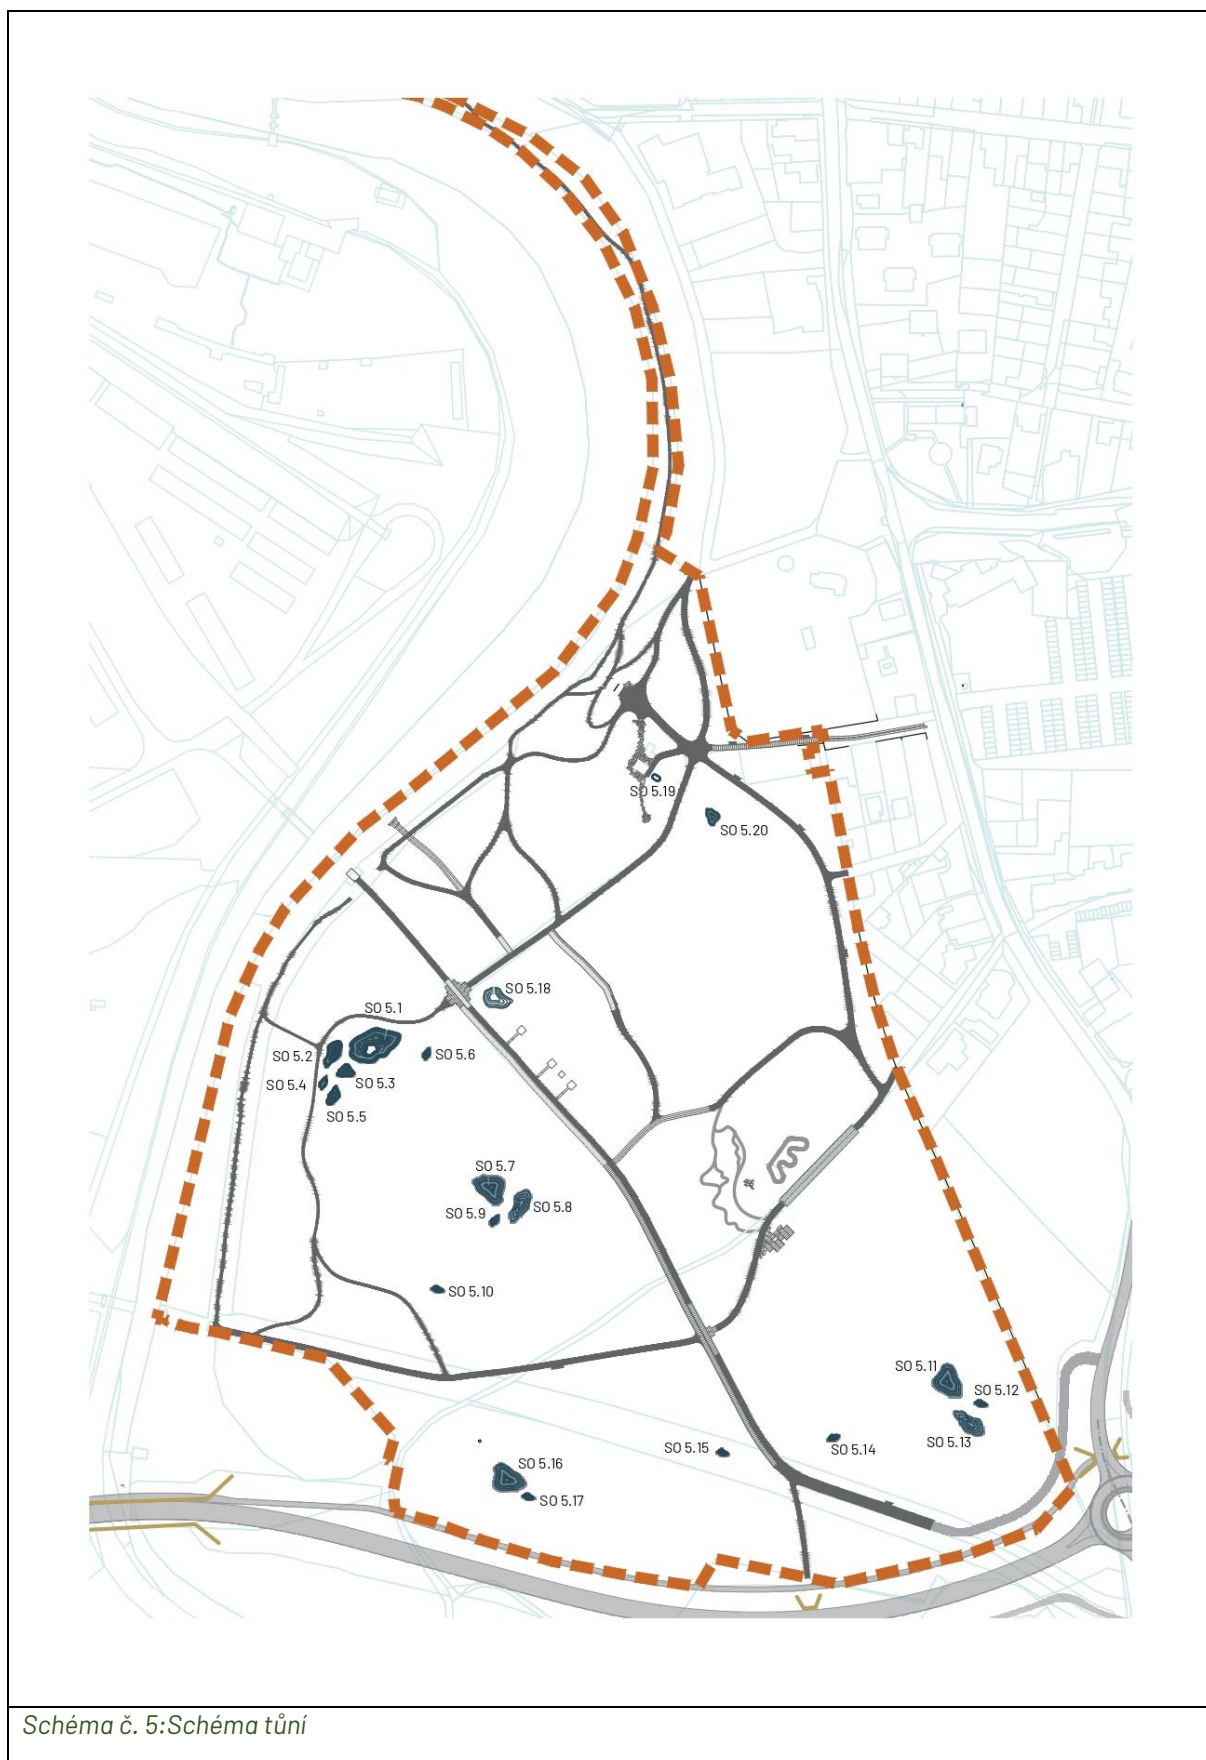 SO 5.19
SO 5.20
SO 5.18
SO 5.1
SO 5.2
SO 5.6
SO 5.4
SO 5.3
SO 5.5
SO 5.7
SO 5.8
SO 5.9
SO 5.10
SO 5.11
SO 5.12
SO 5.13
SO 5.14
SO 5.15
SO 5.16
SO 5.17
Schéma č. 5:Schéma tůní